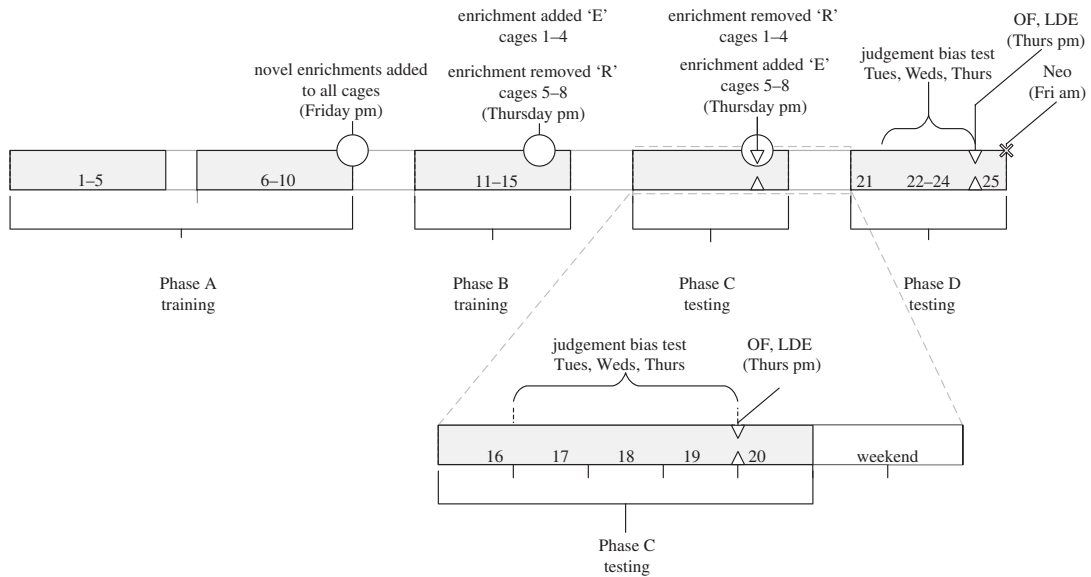 novel enrichments added
to all cages
(Friday pm)
enrichment added ‘E’
cages 1–4
enrichment removed ‘R’
cages 5–8
(Thursday pm)
enrichment removed ‘R’
cages 1–4
enrichment added ‘E’
cages 5–8
(Thursday pm)
judgement bias test
Tues, Weds, Thurs
OF, LDE
(Thurs pm)
Neo
(Fri am)
1–5
6–10
11–15
21
22–24
25
Phase A
training
Phase B
training
Phase C
testing
Phase D
testing
judgement bias test
Tues, Weds, Thurs
OF, LDE
(Thurs pm)
16
17
18
19
20
weekend
Phase C
testing